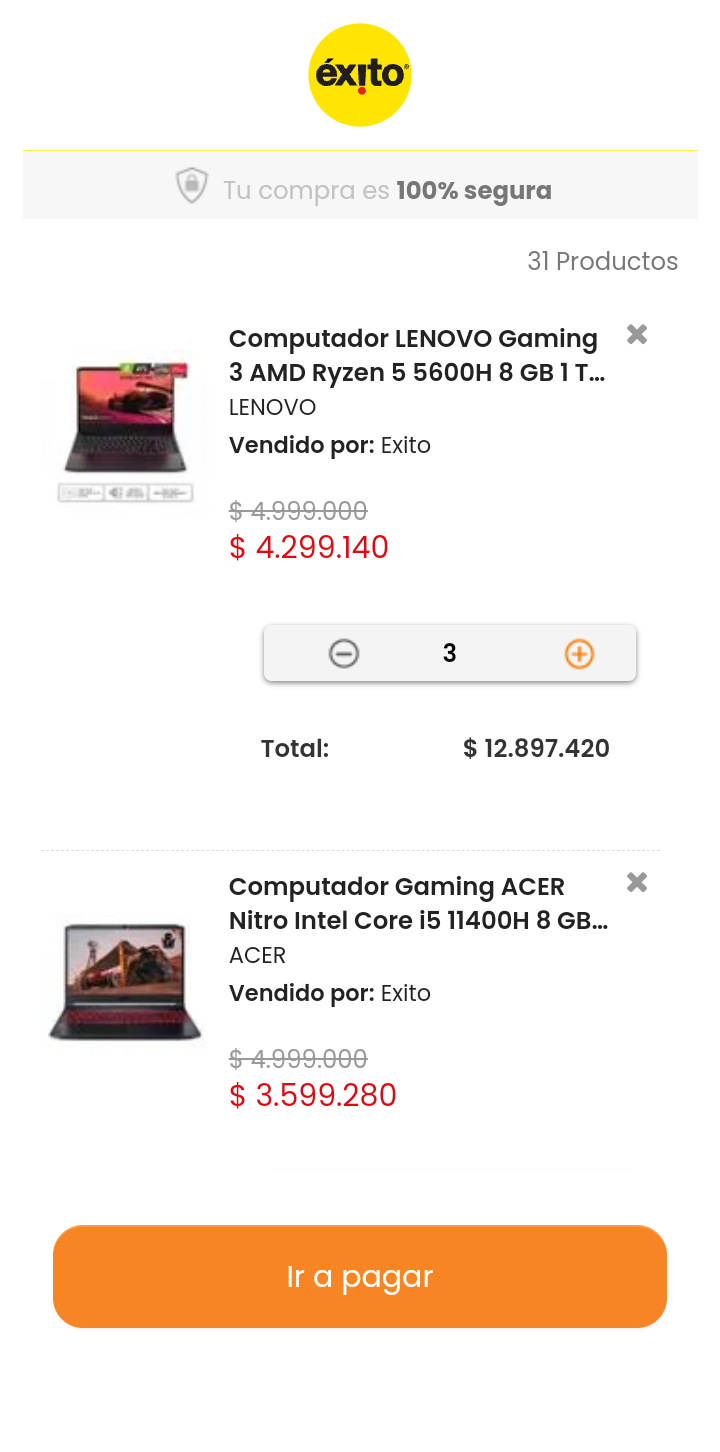 éxito
Tu compra es 100% segura
31 Productos
Computador LENOVO Gaming
3 AMD Ryzen 5 5600H 8 GB 1 T...
LENOVO
Vendido por: Exito
$ 4.999.000
$ 4.299.140
3
Total: $ 12.897.420
Computador Gaming ACER
Nitro Intel Core i5 11400H 8 GB...
ACER
Vendido por: Exito
$ 4.999.000
$ 3.599.280
Ir a pagar